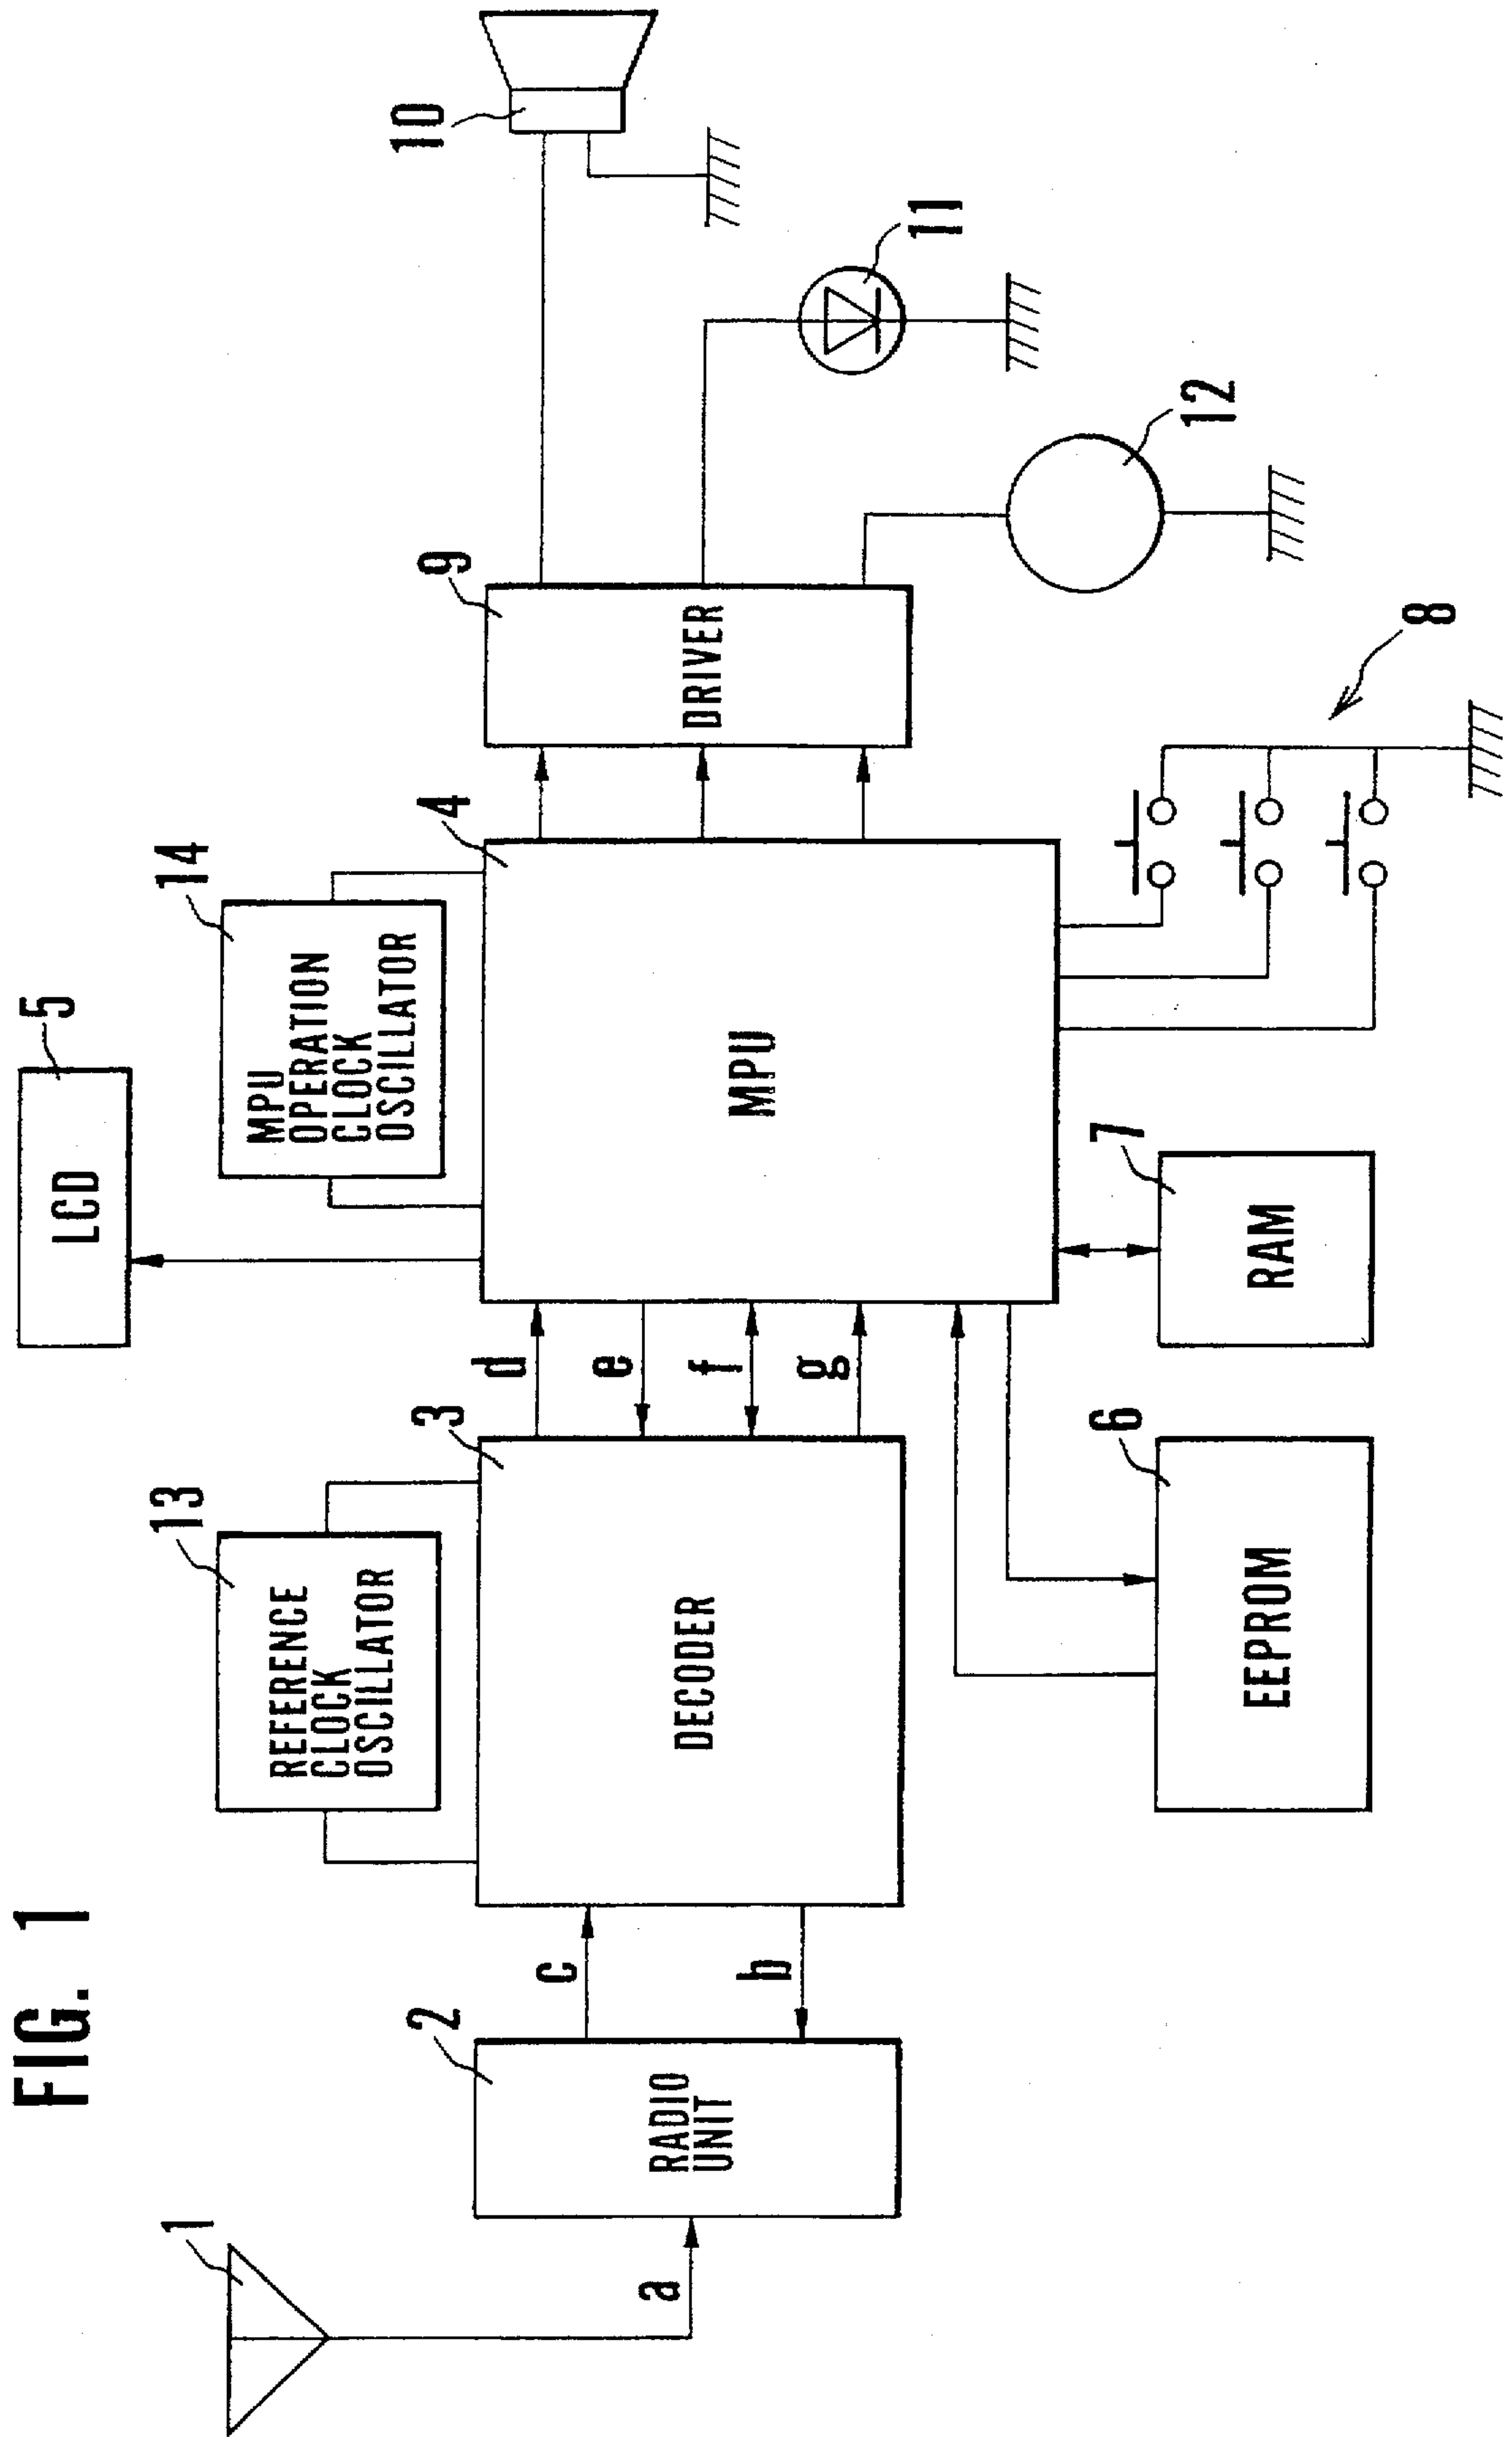 FIG. 1
1
a
2
RADIO
UNIT
c
b
13
REFERENCE
CLOCK
OSCILLATOR
3
DECODER
d
e
f
g
5
LCD
14
MPU
OPERATION
CLOCK
OSCILLATOR
4
MPU
6
EEPROM
7
RAM
8
9
DRIVER
10
11
12